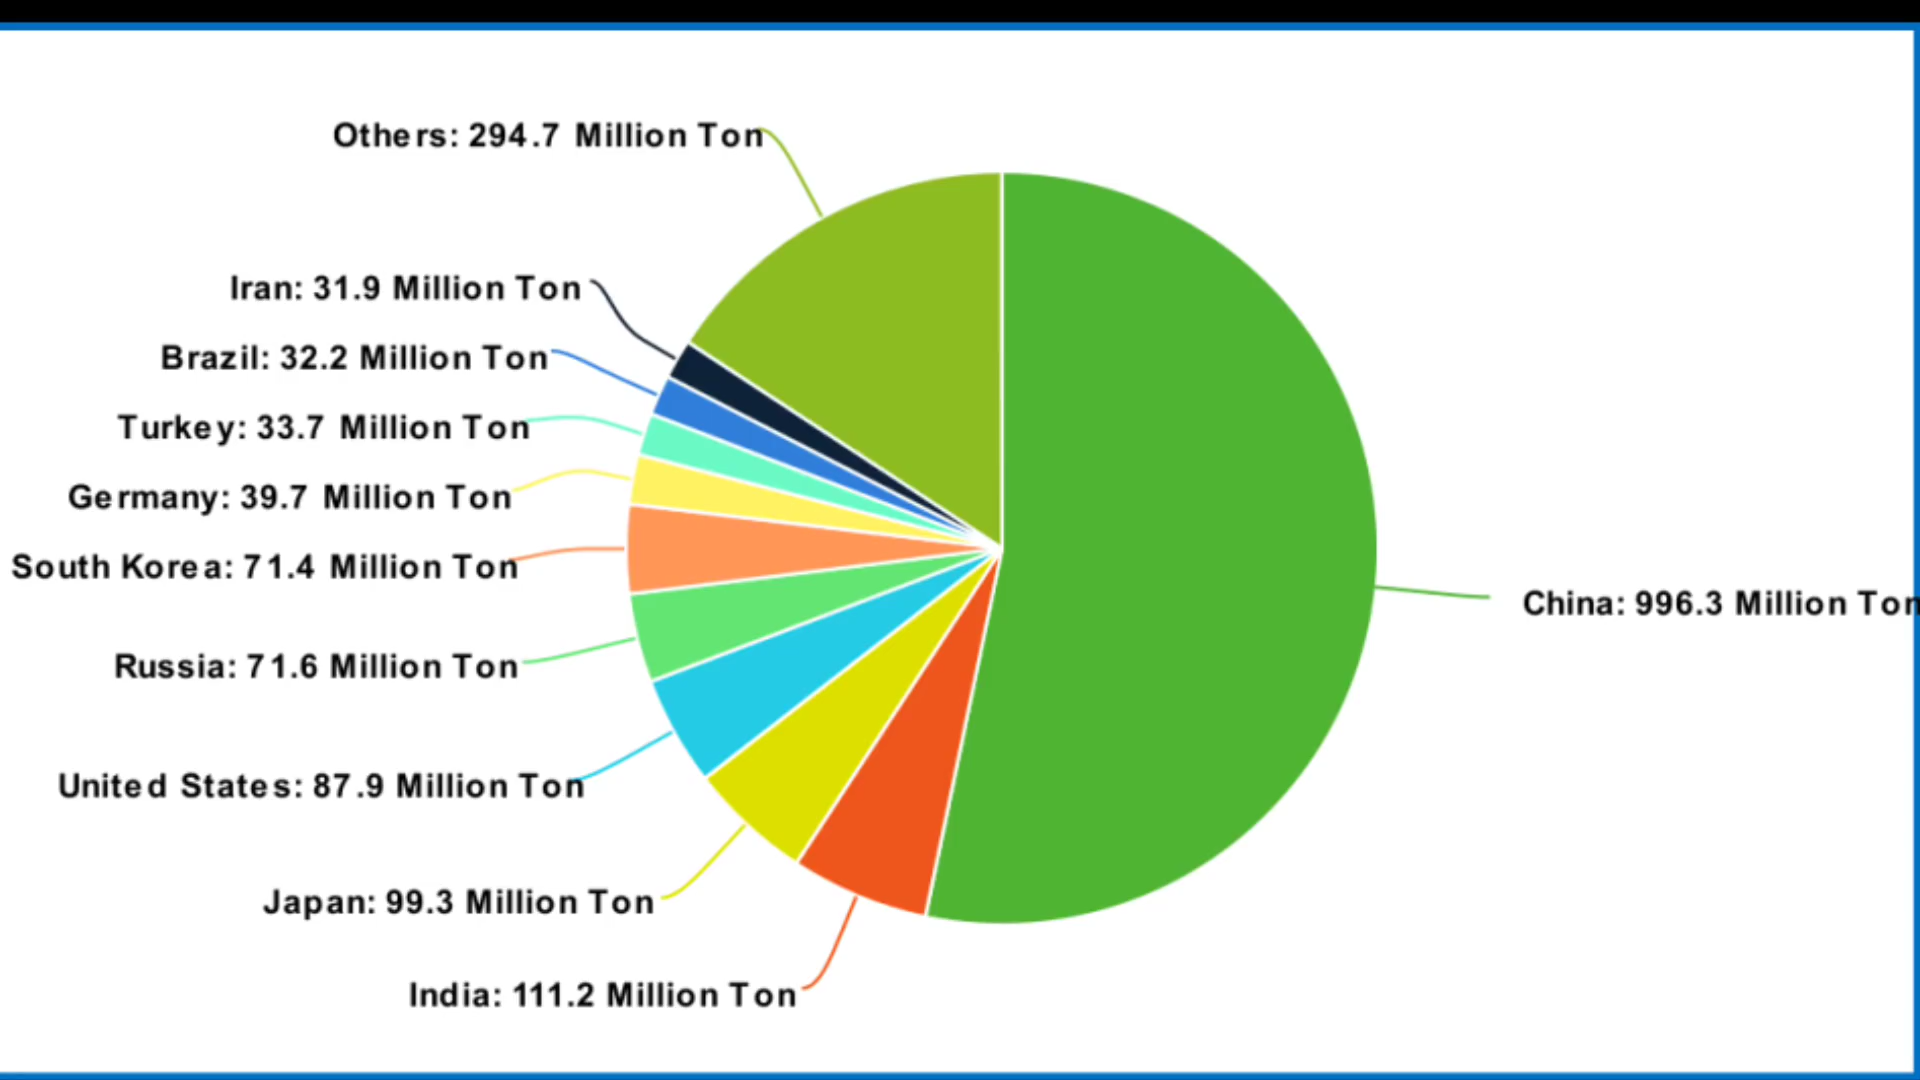 Others: 294.7 Million Ton
Iran: 31.9 Million Ton
Brazil: 32.2 Million Ton
Turkey: 33.7 Million Ton
Germany: 39.7 Million Ton
South Korea: 71.4 Million Ton
China: 996.3 Million Ton
Russia: 71.6 Million Ton
United States: 87.9 Million Ton
Japan: 99.3 Million Ton
India: 111.2 Million Ton